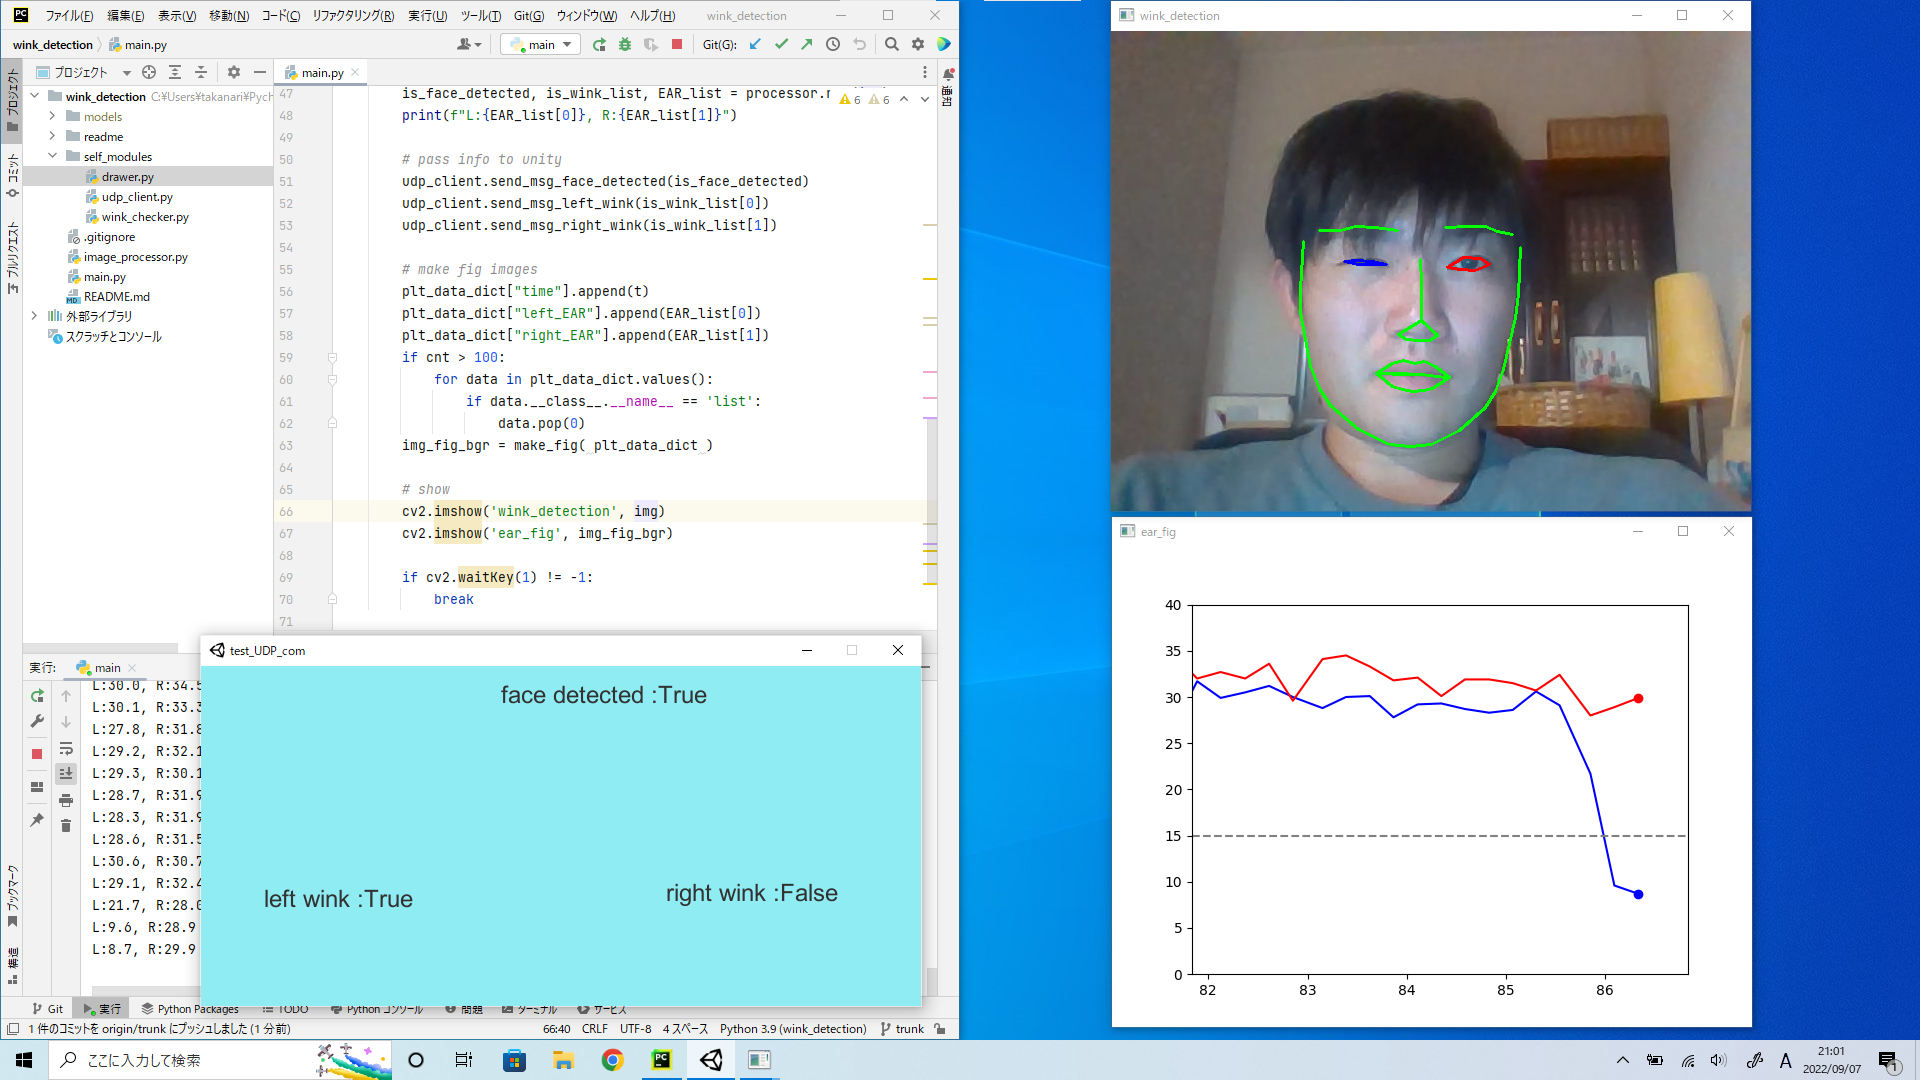 ファイル(F) 編集(E) 表示(V) 移動(N) コード(C) リファクタリング(R) 実行(U) ツール(T) Git(G) ウィンドウ(W) ヘルプ(H) wink_detection
wink_detection main.py
main
Git(G):
プロジェクト
main.py
プロジェクト
コミット
プルリクエスト
ブックマーク
構造
通知
wink_detection C:¥Users¥takanari¥Pych
models
readme
self_modules
drawer.py
udp_client.py
wink_checker.py
.gitignore
image_processor.py
main.py
README.md
外部ライブラリ
スクラッチとコンソール
6 6
47 is_face_detected, is_wink_list, EAR_list = processor.r
48 print(f"L:{EAR_list[0]}, R:{EAR_list[1]}")
49
50 # pass info to unity
51 udp_client.send_msg_face_detected(is_face_detected)
52 udp_client.send_msg_left_wink(is_wink_list[0])
53 udp_client.send_msg_right_wink(is_wink_list[1])
54
55 # make fig images
56 plt_data_dict["time"].append(t)
57 plt_data_dict["left_EAR"].append(EAR_list[0])
58 plt_data_dict["right_EAR"].append(EAR_list[1])
59 if cnt > 100:
60 for data in plt_data_dict.values():
61 if data.__class__.__name__ == 'list':
62 data.pop(0)
63 img_fig_bgr = make_fig( plt_data_dict )
64
65 # show
66 cv2.imshow('wink_detection', img)
67 cv2.imshow('ear_fig', img_fig_bgr)
68
69 if cv2.waitKey(1) != -1:
70 break
71
実行: main
L:30.0, R:34.5
L:30.1, R:33.3
L:27.8, R:31.8
L:29.2, R:32.1
L:29.3, R:30.1
L:28.7, R:31.9
L:28.3, R:31.9
L:28.6, R:31.5
L:30.6, R:30.7
L:29.1, R:32.4
L:21.7, R:28.0
L:9.6, R:28.9
L:8.7, R:29.9
test_UDP_com
face detected :True
left wink :True
right wink :False
Git 実行 Python Packages TODO Python コンソール 問題 ターミナル サービス
1 件のコミットを origin/trunk にプッシュしました (1 分前)
66:40 CRLF UTF-8 4 スペース Python 3.9 (wink_detection) trunk
wink_detection
ear_fig
40
35
30
25
20
15
10
5
0
82 83 84 85 86
ここに入力して検索
A
21:01
2022/09/07
1